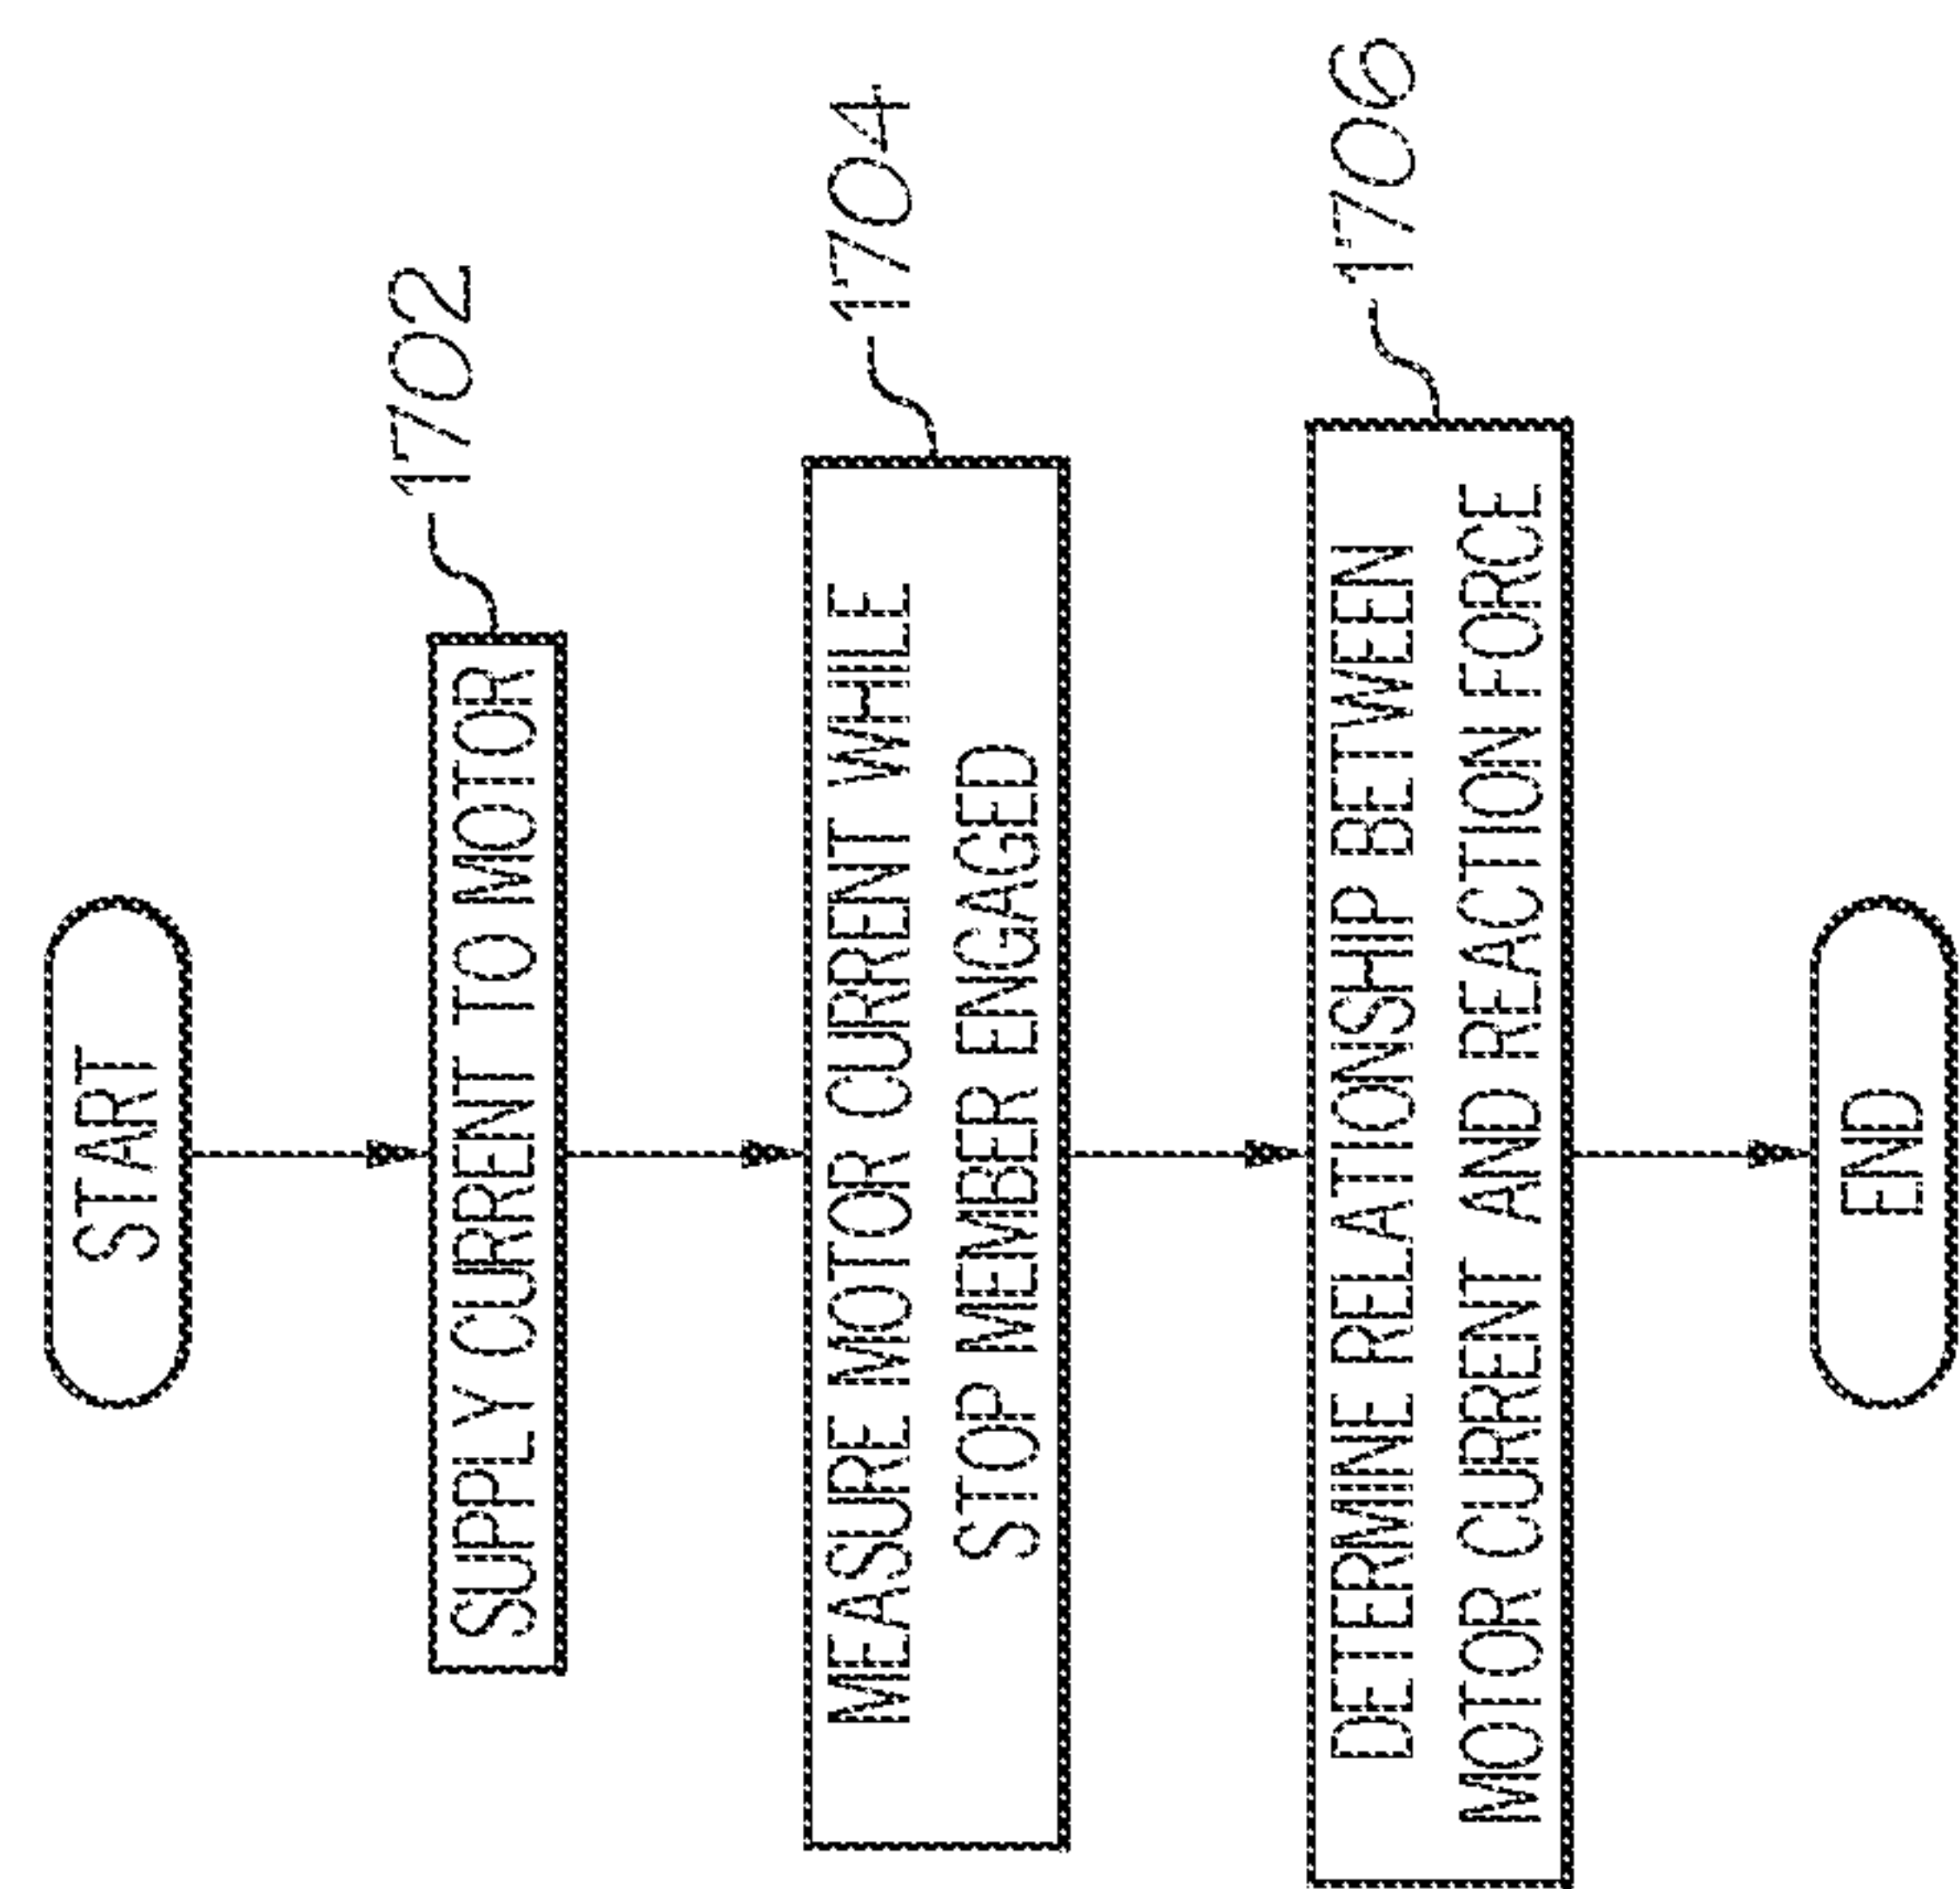 START
1702
SUPPLY CURRENT TO MOTOR
1704
MEASURE MOTOR CURRENT WHILE
STOP MEMBER ENGAGED
1706
DETERMINE RELATIONSHIP BETWEEN
MOTOR CURRENT AND REACTION FORCE
END